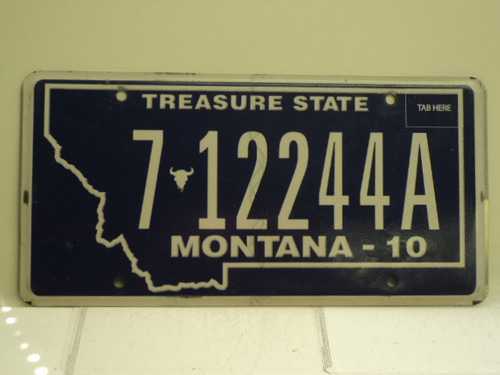 TREASURE STATE
TAB HERE
7 12244A
MONTANA - 10